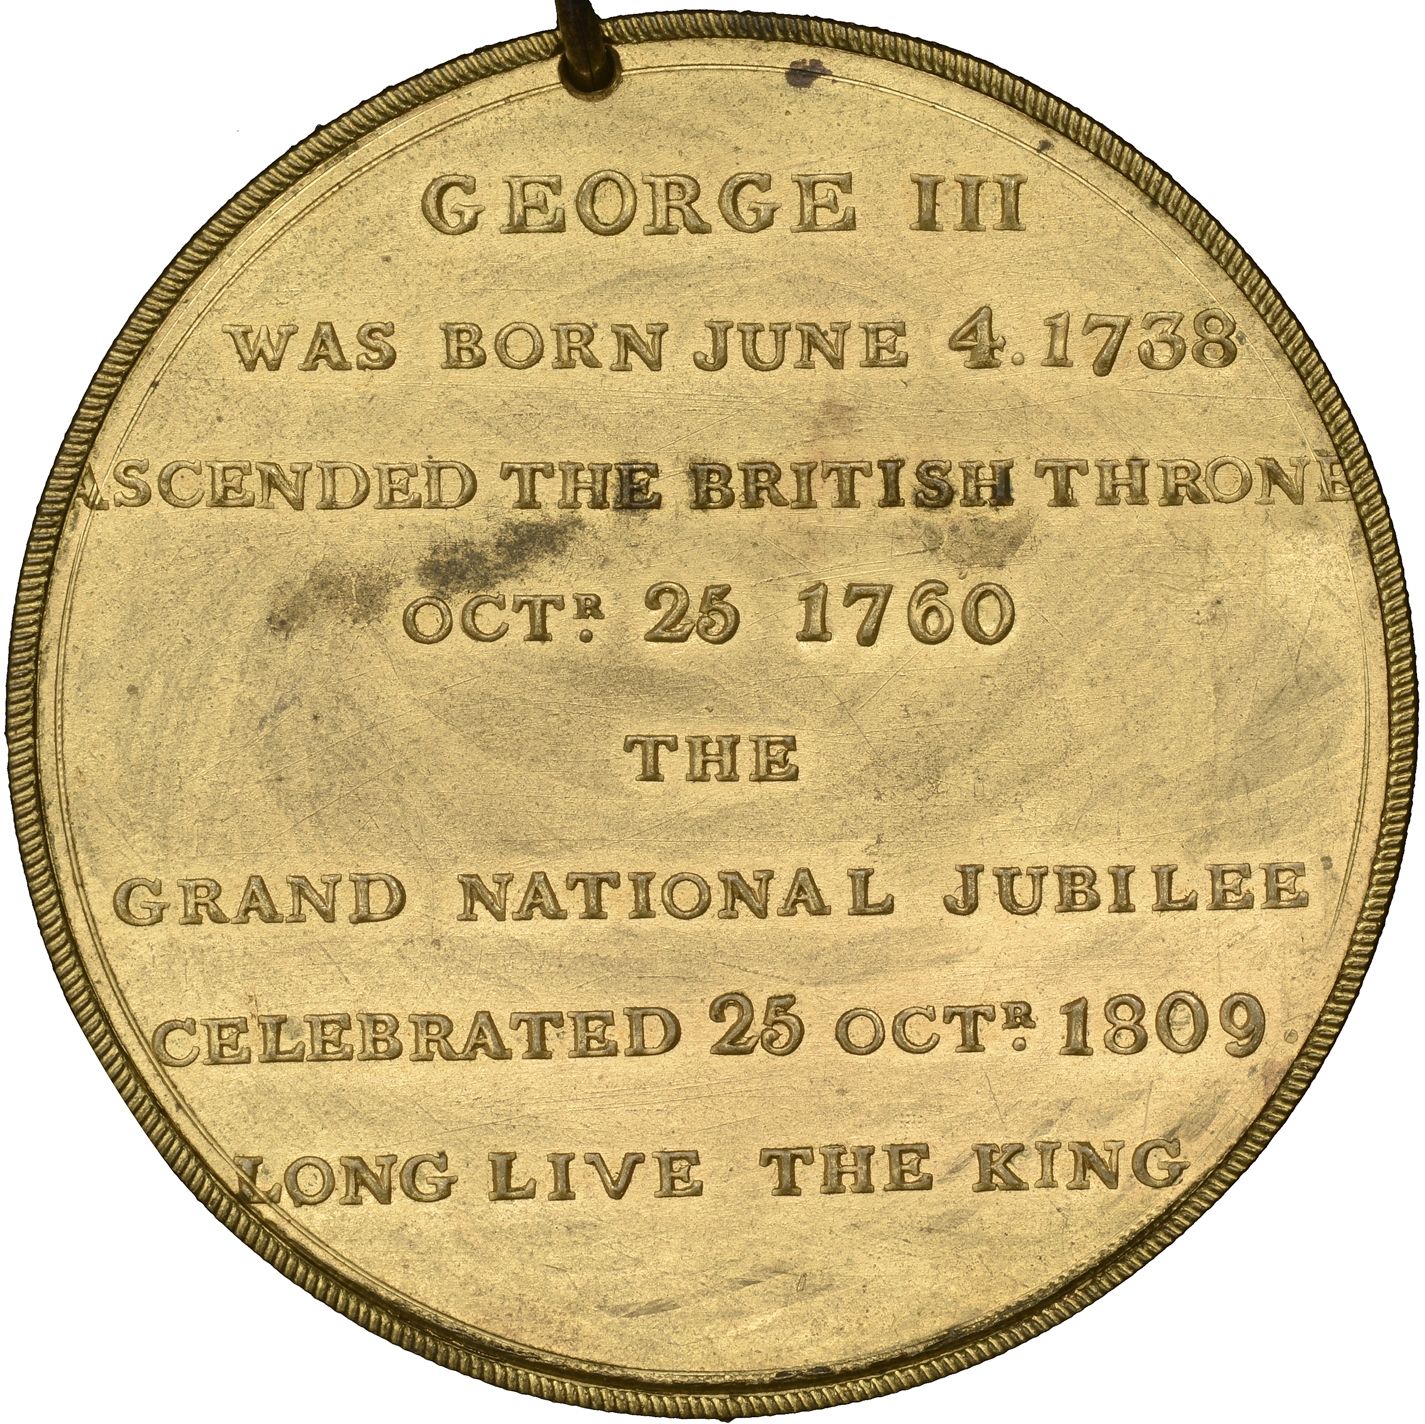 GEORGE III
WAS BORN JUNE 4. 1738
ASCENDED THE BRITISH THRONE
OCTR. 25 1760
THE
GRAND NATIONAL JUBILEE
CELEBRATED 25 OCTR. 1809
LONG LIVE THE KING